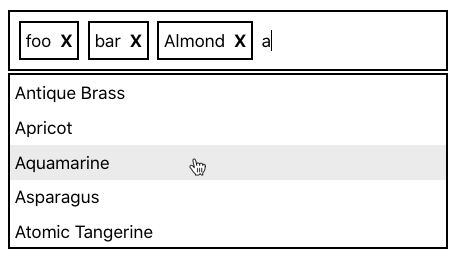 foo X bar X Almond X a
Antique Brass
Apricot
Aquamarine
Asparagus
Atomic Tangerine